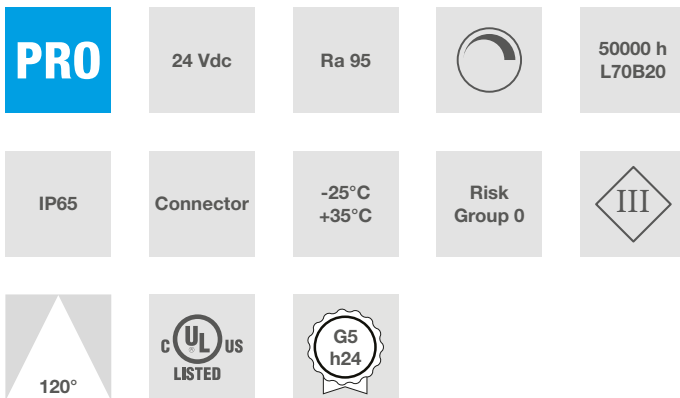 PRO
24 Vdc
Ra 95
50000 h
L70B20
IP65
Connector
-25°C
+35°C
Risk
Group 0
III
120°
C UL US
®
LISTED
G5
h24